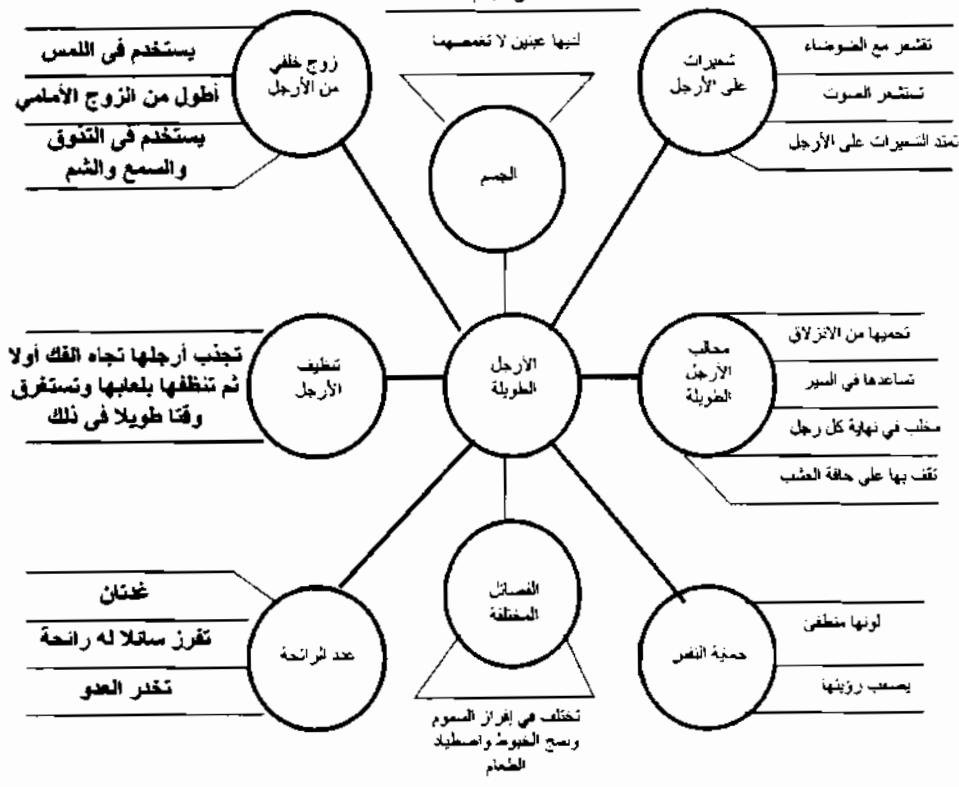 لديها عينين لا تغمضهما
الجسم
شعيرات
على الأرجل
تقشعر مع الضوضاء
تستشعر الصوت
تمتد الشعيرات على الأرجل
زوج خلفي
من الأرجل
يستخدم فى اللمس
أطول من الزوج الأمامي
يستخدم فى التذوق
والسمع والشم
الأرجل
الطويلة
مخالب
الأرجل
الطويلة
تحميها من الانزلاق
تساعدها في السير
مخلب في نهاية كل رجل
تقف بها على حافة العشب
تنظيف
الأرجل
تجذب أرجلها تجاه الفك أولا
ثم تنظفها بلعابها وتستغرق
وقتا طويلا فى ذلك
حماية النفس
لونها منطفئ
يصعب رؤيتها
الفصائل
المختلفة
تختلف في إفراز السموم
ونسج الخيوط واصطياد
الطعام
غدد الرائحة
غدتان
تفرز سائلا له رائحة
تخدر العدو